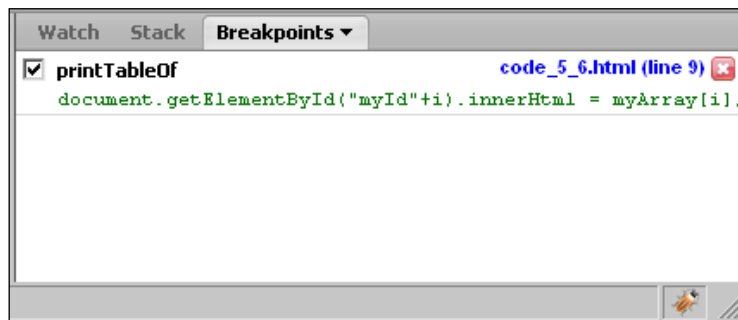 Watch Stack Breakpoints
printTableOf code_5_6.html (line 9)
document.getElementById("myId"+i).innerHtml = myArray[i]